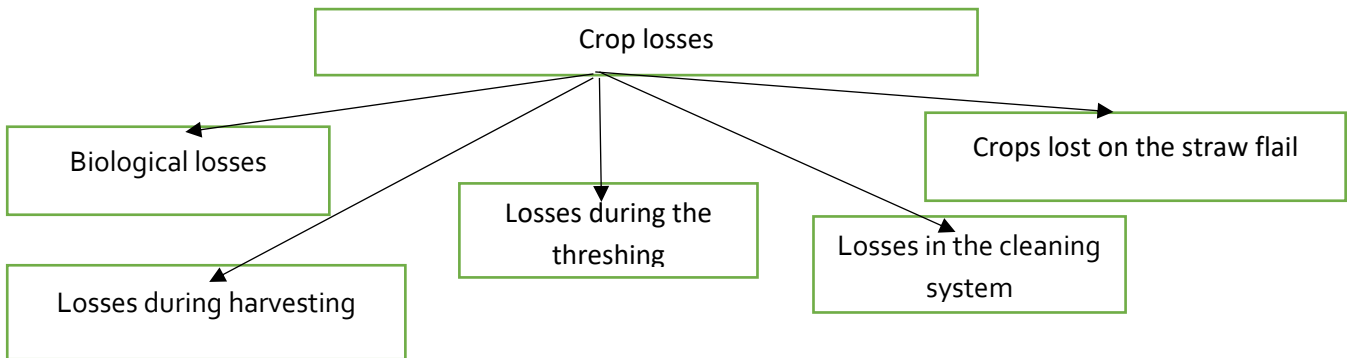 Crop losses
Biological losses
Crops lost on the straw flail
Losses during the
threshing
Losses in the cleaning
system
Losses during harvesting